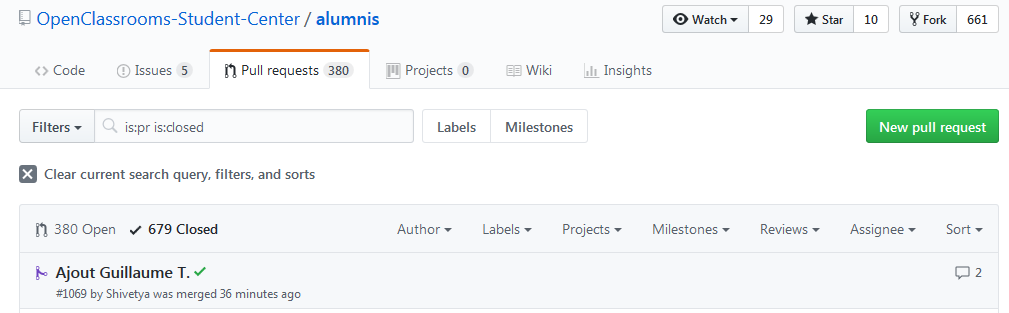 OpenClassrooms-Student-Center / alumnis Watch 29 Star 10 Fork 661
Code Issues 5 Pull requests 380 Projects 0 Wiki Insights
Filters is:pr is:closed Labels Milestones New pull request
Clear current search query, filters, and sorts
380 Open 679 Closed Author Labels Projects Milestones Reviews Assignee Sort
Ajout Guillaume T. 2
#1069 by Shivetya was merged 36 minutes ago